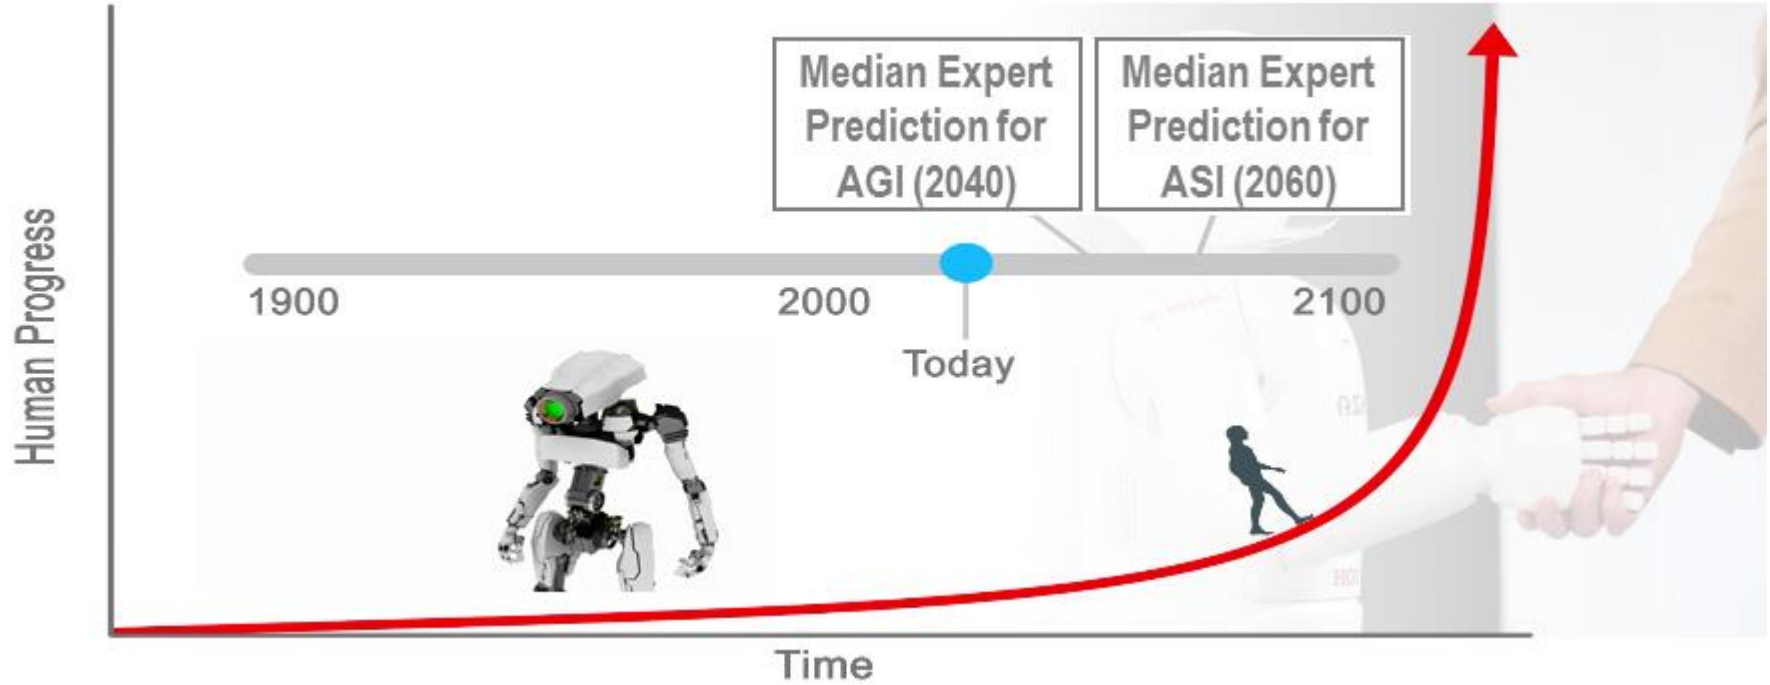 Median Expert
Prediction for
AGI (2040)
Median Expert
Prediction for
ASI (2060)
Human Progress
1900
2000
2100
Today
Time